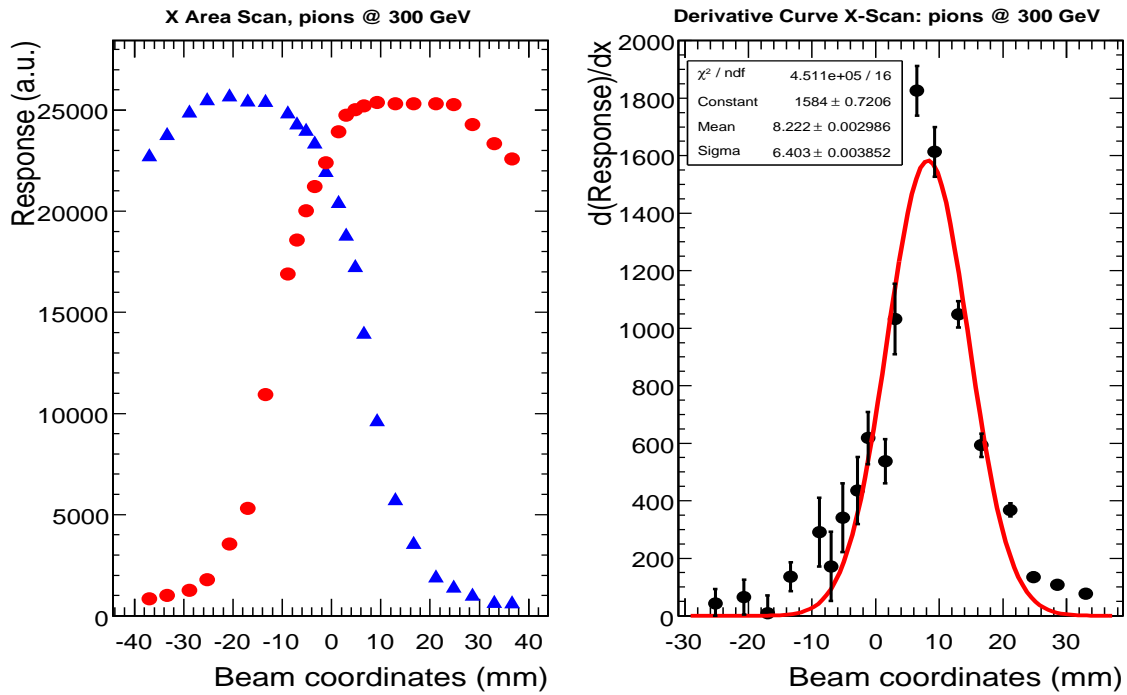 X Area Scan, pions @ 300 GeV
Response (a.u.)
25000
20000
15000
10000
5000
0
-40 -30 -20 -10 0 10 20 30 40
Beam coordinates (mm)
Derivative Curve X-Scan: pions @ 300 GeV
d(Response)/dx
2000
1800
1600
1400
1200
1000
800
600
400
200
0
χ² / ndf 4.511e+05 / 16
Constant 1584 ± 0.7206
Mean 8.222 ± 0.002986
Sigma 6.403 ± 0.003852
-30 -20 -10 0 10 20 30
Beam coordinates (mm)